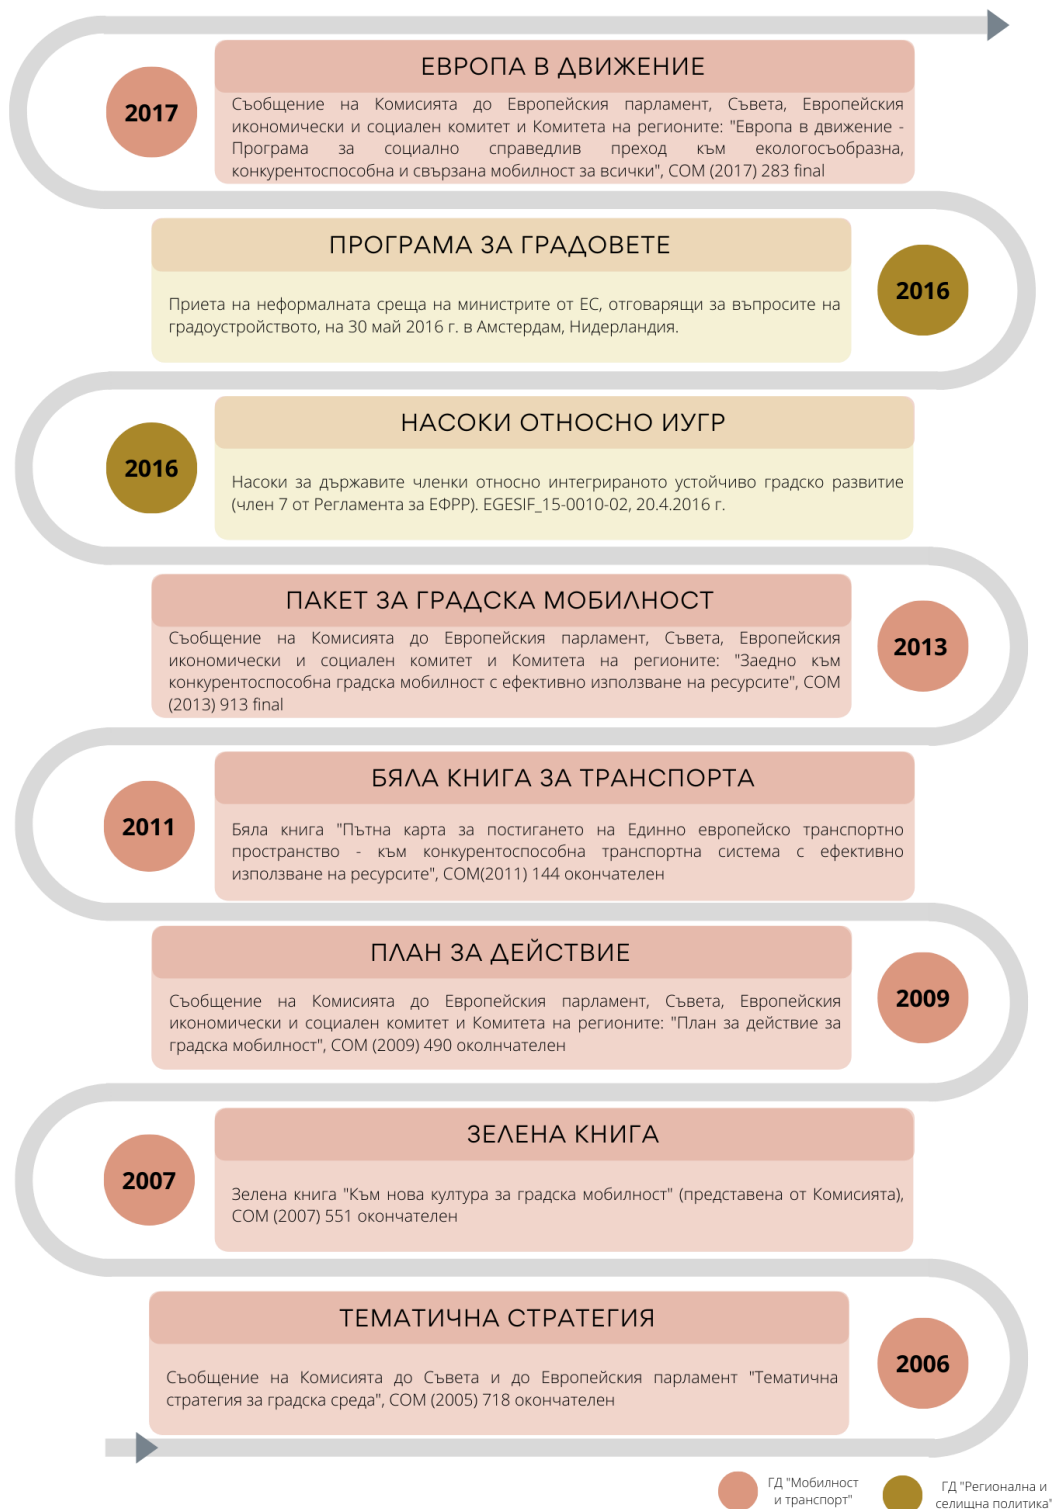 ЕВРОПА В ДВИЖЕНИЕ
2017
Съобщение на Комисията до Европейския парламент, Съвета, Европейския
икономически и социален комитет и Комитета на регионите: "Европа в движение -
Програма за социално справедлив преход към екологосъобразна,
конкурентоспособна и свързана мобилност за всички", COM (2017) 283 final
ПРОГРАМА ЗА ГРАДОВЕТЕ
2016
Приета на неформалната среща на министрите от ЕС, отговарящи за въпросите на
градоустройството, на 30 май 2016 г. в Амстердам, Нидерландия.
НАСОКИ ОТНОСНО ИУГР
2016
Насоки за държавите членки относно интегрираното устойчиво градско развитие
(член 7 от Регламента за ЕФРР). EGESIF_15-0010-02, 20.4.2016 г.
ПАКЕТ ЗА ГРАДСКА МОБИЛНОСТ
2013
Съобщение на Комисията до Европейския парламент, Съвета, Европейския
икономически и социален комитет и Комитета на регионите: "Заедно към
конкурентоспособна градска мобилност с ефективно използване на ресурсите", COM
(2013) 913 final
БЯЛА КНИГА ЗА ТРАНСПОРТА
2011
Бяла книга "Пътна карта за постигането на Единно европейско транспортно
пространство - към конкурентоспособна транспортна система с ефективно
използване на ресурсите", COM(2011) 144 окончателен
ПЛАН ЗА ДЕЙСТВИЕ
2009
Съобщение на Комисията до Европейския парламент, Съвета, Европейския
икономически и социален комитет и Комитета на регионите: "План за действие за
градска мобилност", COM (2009) 490 околнчателен
ЗЕЛЕНА КНИГА
2007
Зелена книга "Към нова култура за градска мобилност" (представена от Комисията),
COM (2007) 551 окончателен
ТЕМАТИЧНА СТРАТЕГИЯ
2006
Съобщение на Комисията до Съвета и до Европейския парламент "Тематична
стратегия за градска среда", COM (2005) 718 окончателен
ГД "Мобилност
и транспорт"
ГД "Регионална и
селищна политика"